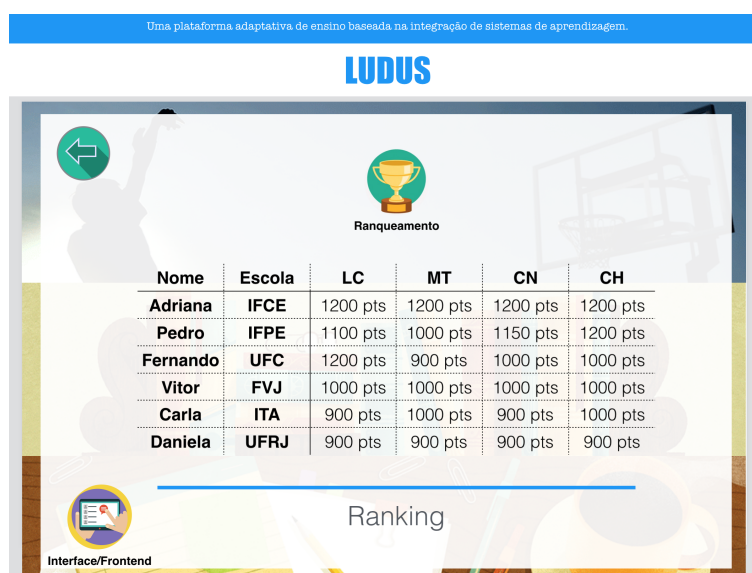 Uma plataforma adaptativa de ensino baseada na integração de sistemas de aprendizagem.
LUDUS
Ranqueamento
Nome Escola LC MT CN CH
Adriana IFCE 1200 pts 1200 pts 1200 pts 1200 pts
Pedro IFPE 1100 pts 1000 pts 1150 pts 1200 pts
Fernando UFC 1200 pts 900 pts 1000 pts 1000 pts
Vitor FVJ 1000 pts 1000 pts 1000 pts 1000 pts
Carla ITA 900 pts 1000 pts 900 pts 1000 pts
Daniela UFRJ 900 pts 900 pts 900 pts 900 pts
Ranking
Interface/Frontend